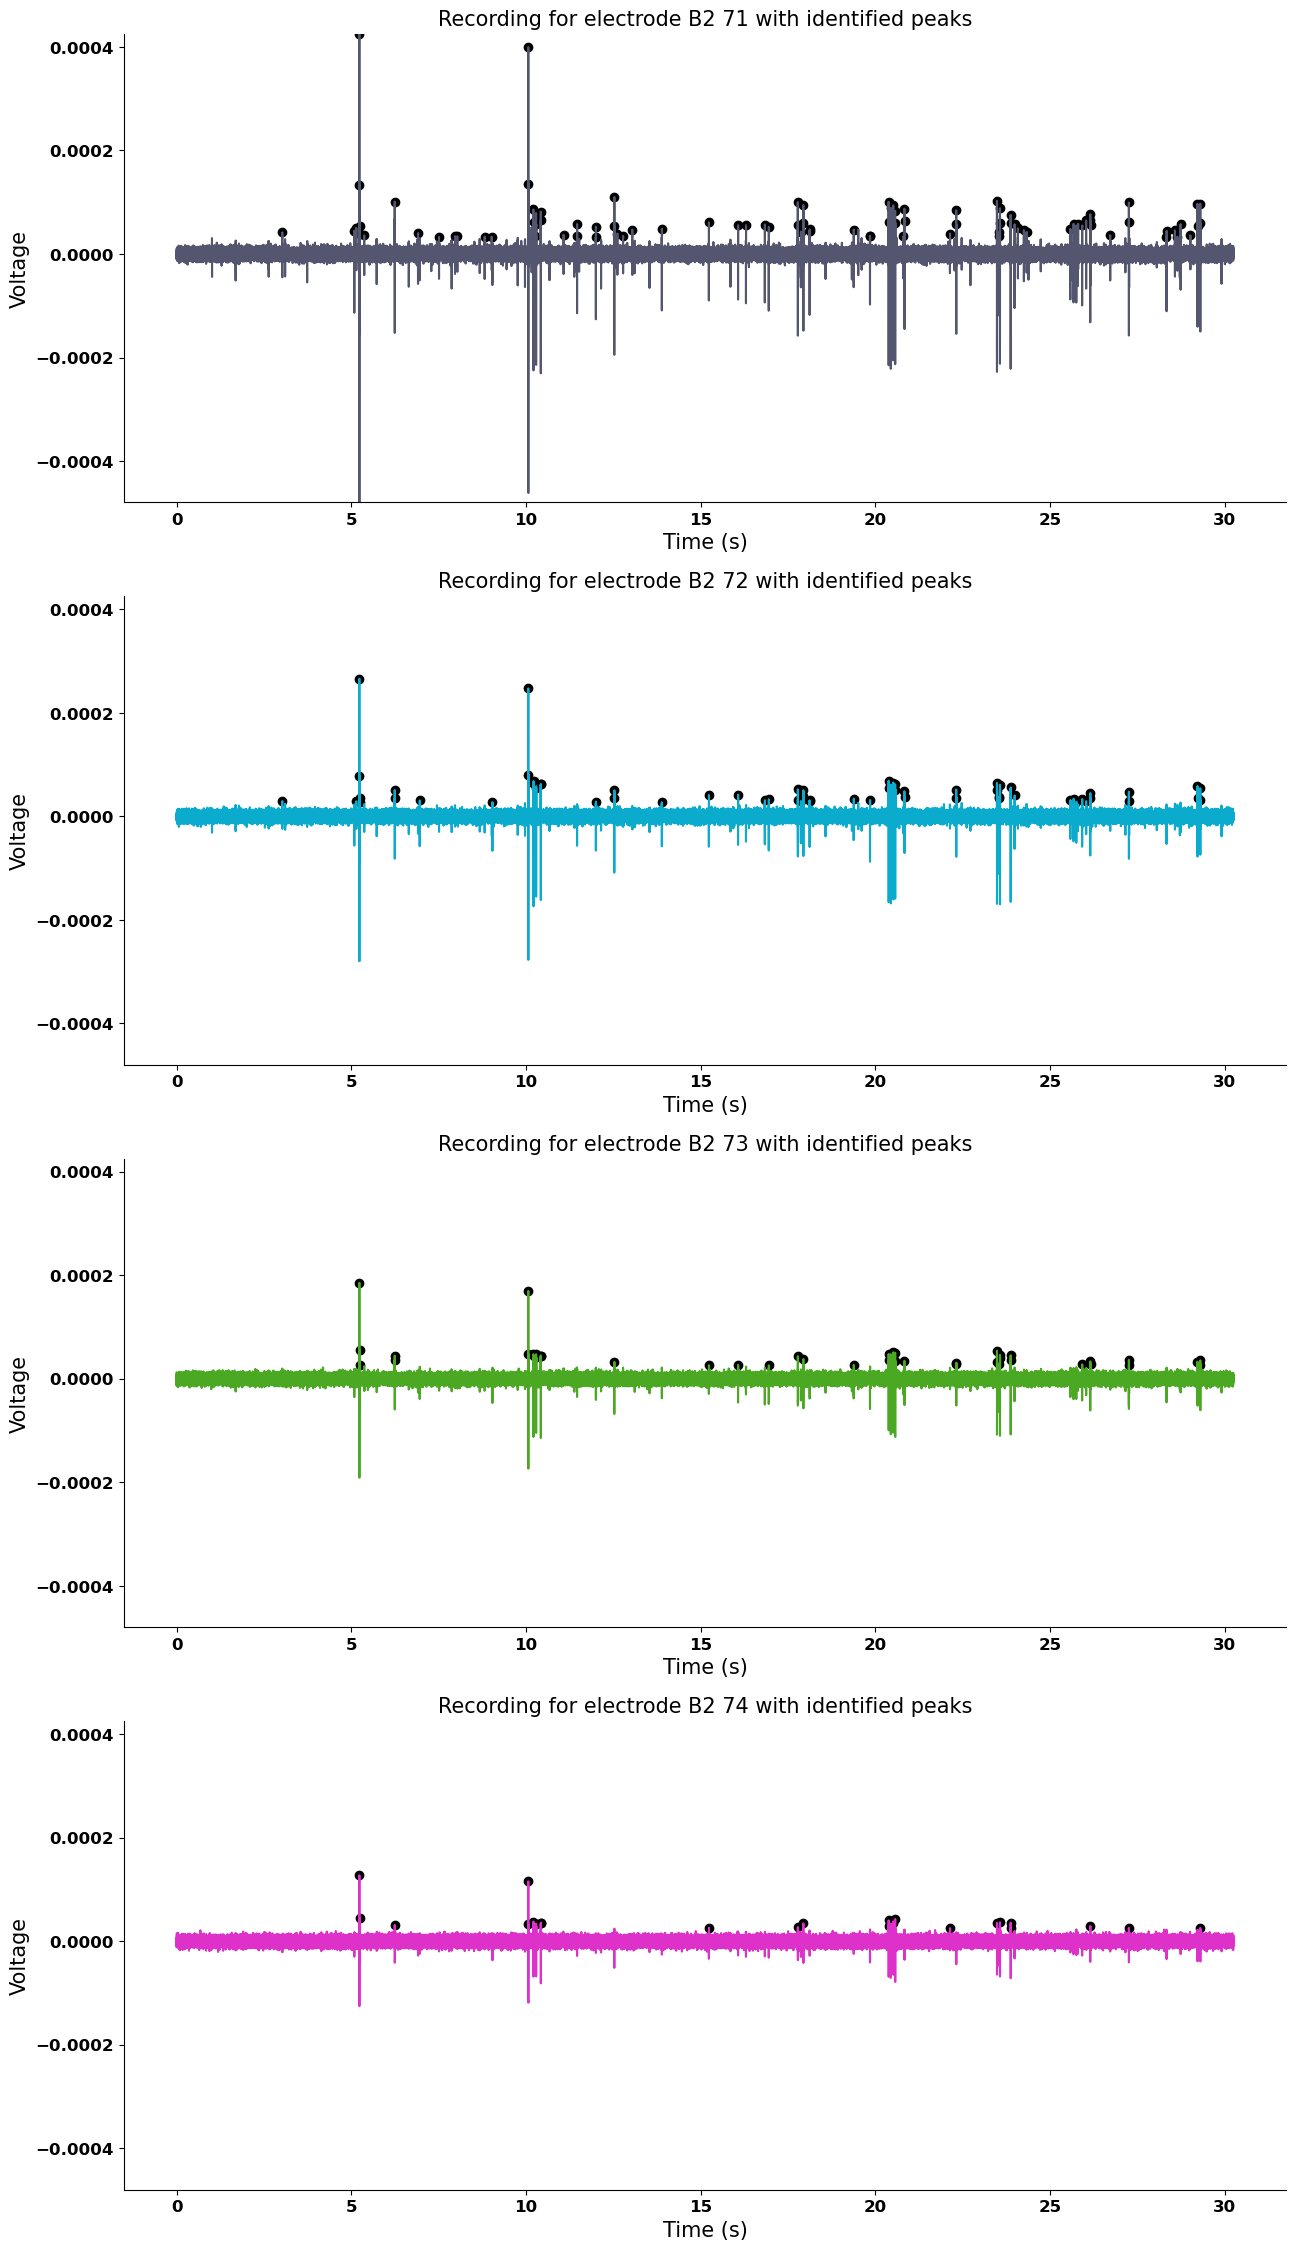 Recording for electrode B2 71 with identified peaks
0.0004
0.0002
0.0000
−0.0002
−0.0004
Voltage
0 5 10 15 20 25 30
Time (s)
Recording for electrode B2 72 with identified peaks
0.0004
0.0002
0.0000
−0.0002
−0.0004
Voltage
0 5 10 15 20 25 30
Time (s)
Recording for electrode B2 73 with identified peaks
0.0004
0.0002
0.0000
−0.0002
−0.0004
Voltage
0 5 10 15 20 25 30
Time (s)
Recording for electrode B2 74 with identified peaks
0.0004
0.0002
0.0000
−0.0002
−0.0004
Voltage
0 5 10 15 20 25 30
Time (s)